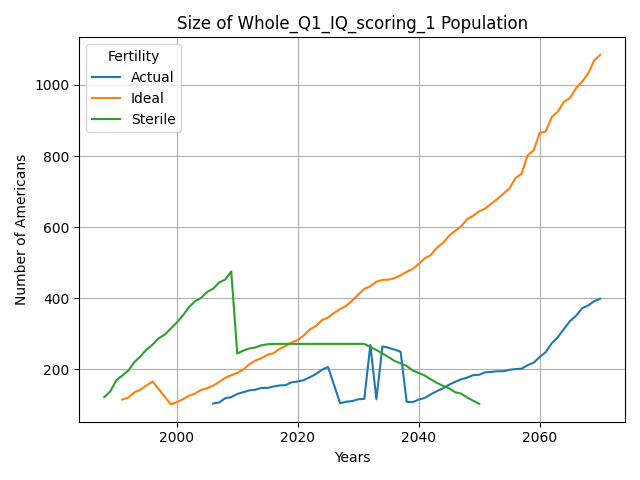 Size of Whole_Q1_IQ_scoring_1 Population
Fertility
Actual
Ideal
Sterile
Number of Americans
1000
800
600
400
200
2000
2020
2040
2060
Years